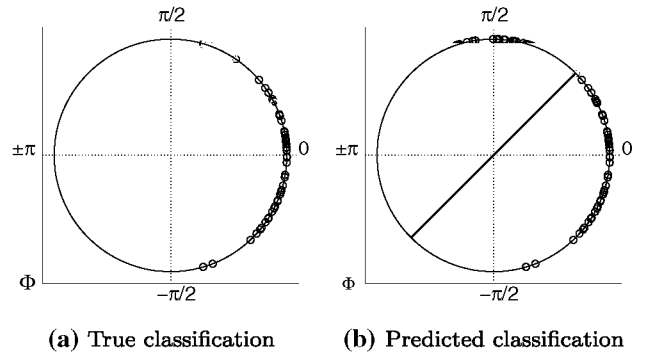 π/2 π/2
±π 0 ±π 0
Φ Φ
−π/2 −π/2
(a) True classification (b) Predicted classification